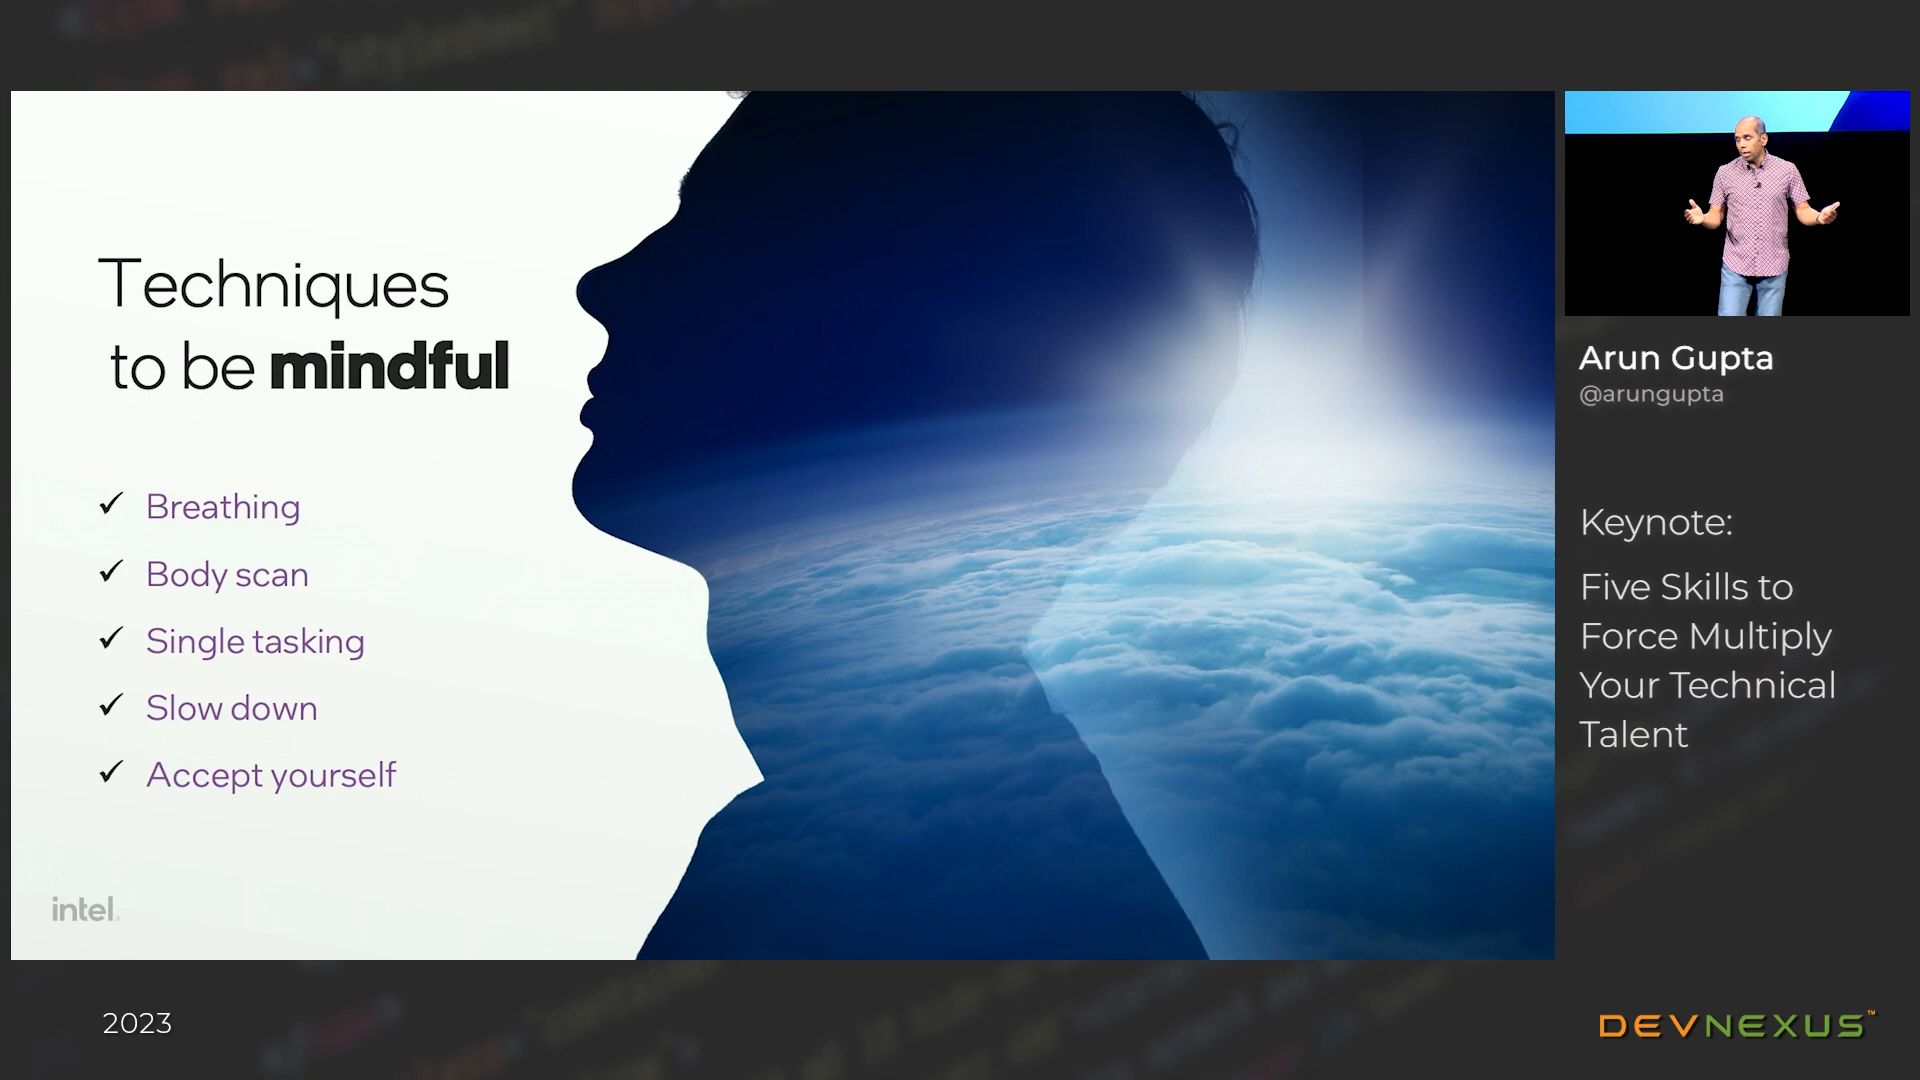 Techniques
to be mindful
✓ Breathing
✓ Body scan
✓ Single tasking
✓ Slow down
✓ Accept yourself
intel.
Arun Gupta
@arungupta
Keynote:
Five Skills to
Force Multiply
Your Technical
Talent
2023
DEVNEXUS™